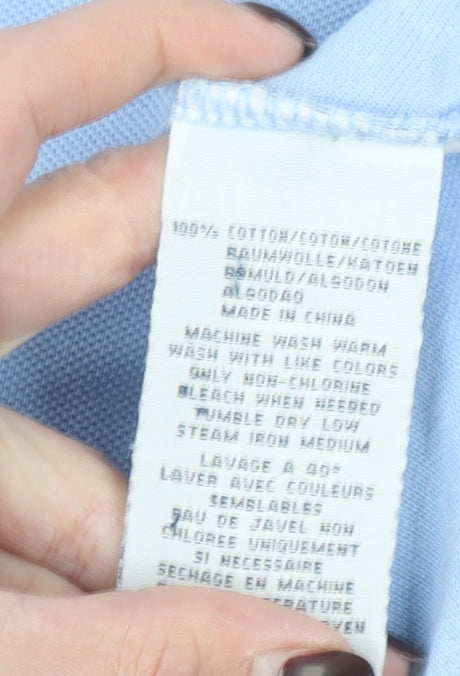 100% COTTON/COTON/COTONE
BAUMWOLLE/KATOEN
BOMULD/ALGODON
ALGODAO
MADE IN CHINA
MACHINE WASH WARM
WASH WITH LIKE COLORS
ONLY NON-CHLORINE
BLEACH WHEN NEEDED
TUMBLE DRY LOW
STEAM IRON MEDIUM
LAVAGE A 40°
LAVER AVEC COULEURS
SEMBLABLES
EAU DE JAVEL NON
CHLOREE UNIQUEMENT
SI NECESSAIRE
SECHAGE EN MACHINE